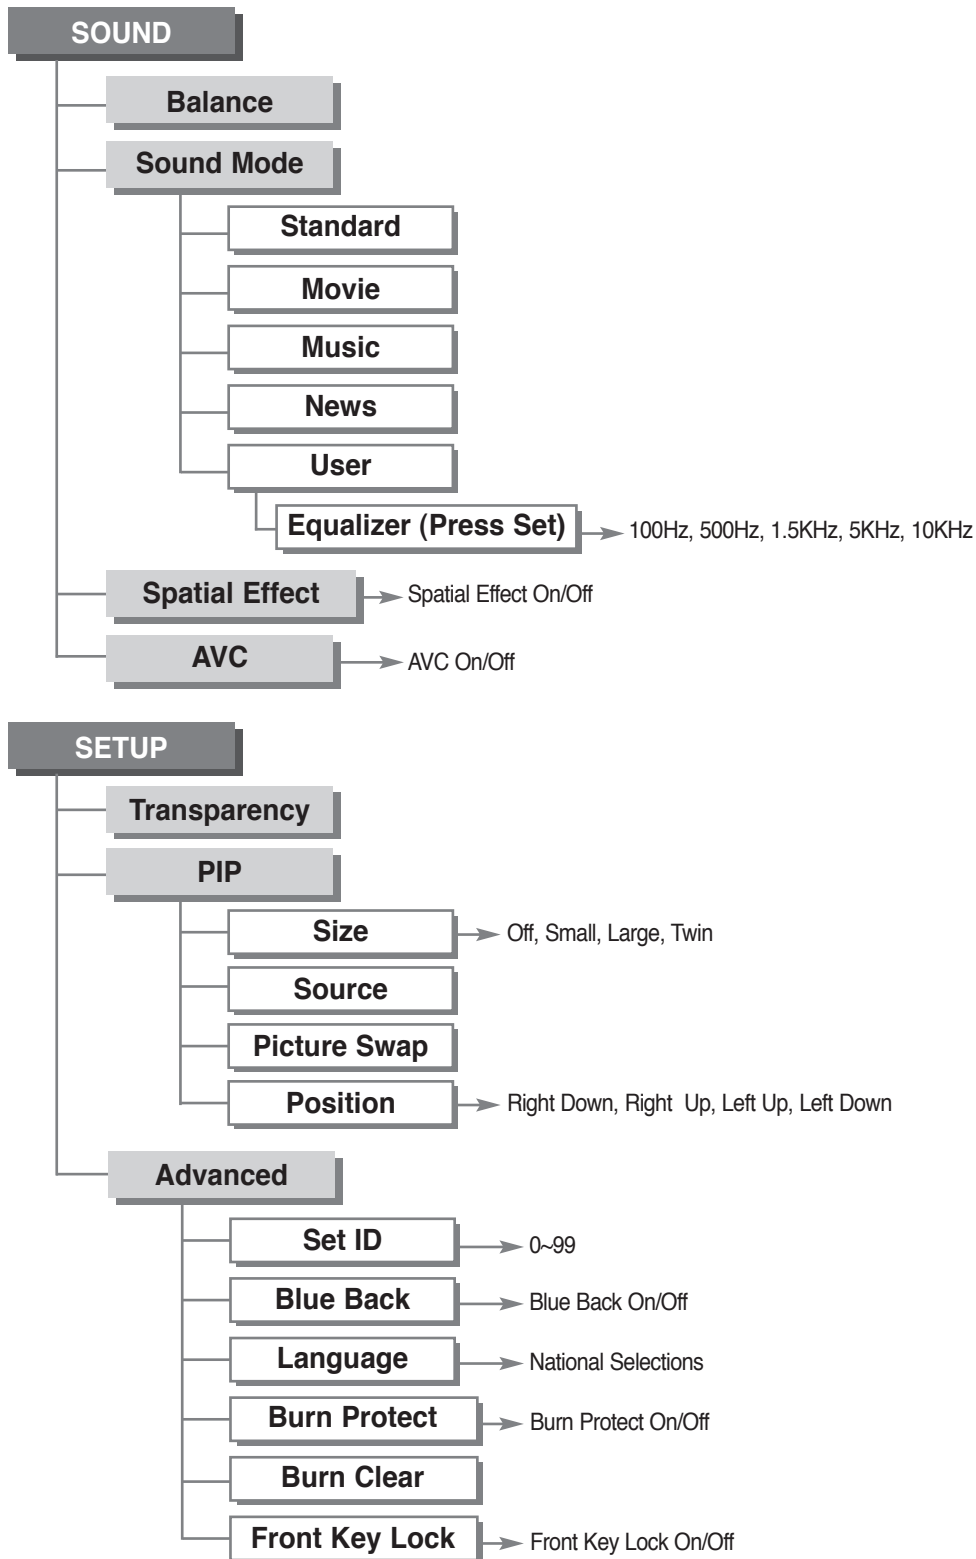 SOUND
Balance
Sound Mode
Standard
Movie
Music
News
User
Equalizer (Press Set)
100Hz, 500Hz, 1.5KHz, 5KHz, 10KHz
Spatial Effect
Spatial Effect On/Off
AVC
AVC On/Off
SETUP
Transparency
PIP
Size
Off, Small, Large, Twin
Source
Picture Swap
Position
Right Down, Right Up, Left Up, Left Down
Advanced
Set ID
0~99
Blue Back
Blue Back On/Off
Language
National Selections
Burn Protect
Burn Protect On/Off
Burn Clear
Front Key Lock
Front Key Lock On/Off